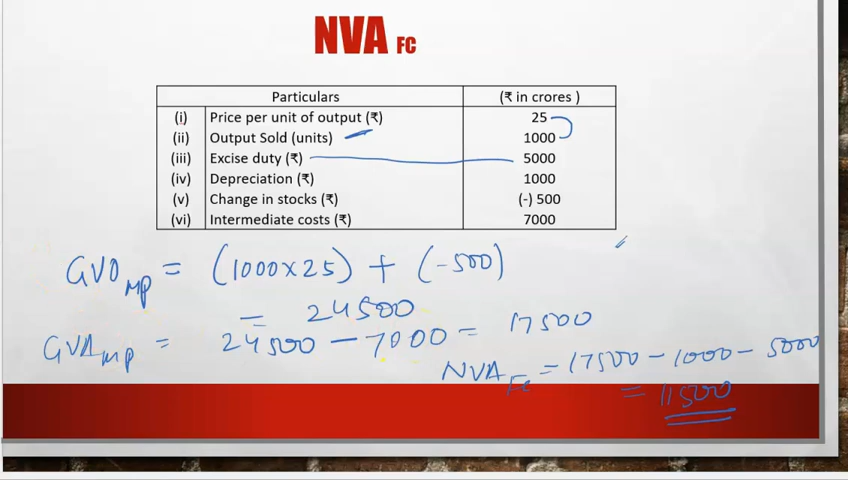 NVA FC
Particulars (₹ in crores )
(i) Price per unit of output (₹) 25
(ii) Output Sold (units) 1000
(iii) Excise duty (₹) 5000
(iv) Depreciation (₹) 1000
(v) Change in stocks (₹) (-) 500
(vi) Intermediate costs (₹) 7000
GVO MP = (1000×25) + (-500)
= 24500
GVA MP = 24500 - 7000 = 17500
NVA Fc = 17500 - 1000 - 5000
= 11500